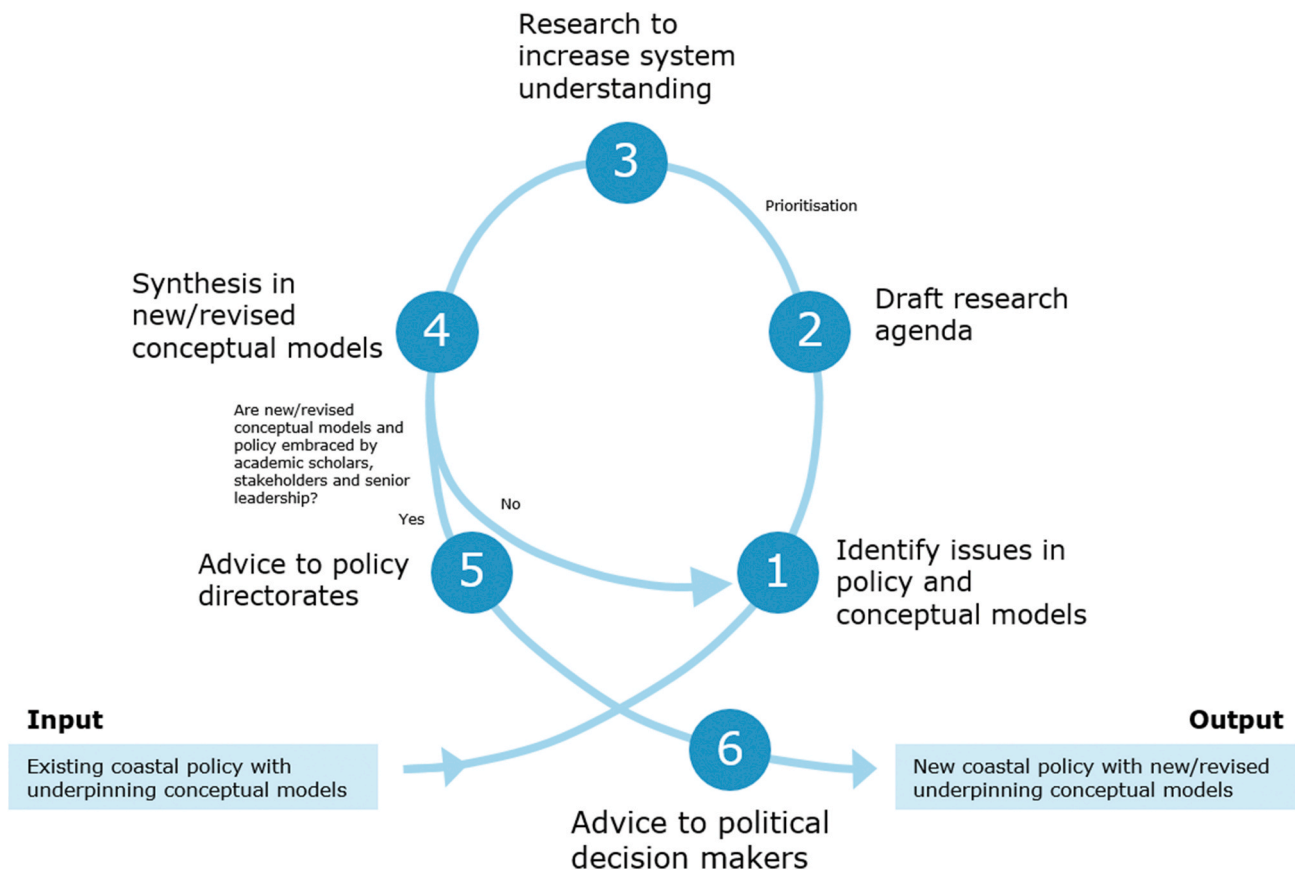 Research to
increase system
understanding
3
Prioritisation
Synthesis in
new/revised
conceptual models
4
2
Draft research
agenda
Are new/revised
conceptual models and
policy embraced by
academic scholars,
stakeholders and senior
leadership?
No
Yes
Advice to policy
directorates
5
1
Identify issues in
policy and
conceptual models
Input
Existing coastal policy with
underpinning conceptual models
6
Advice to political
decision makers
Output
New coastal policy with new/revised
underpinning conceptual models